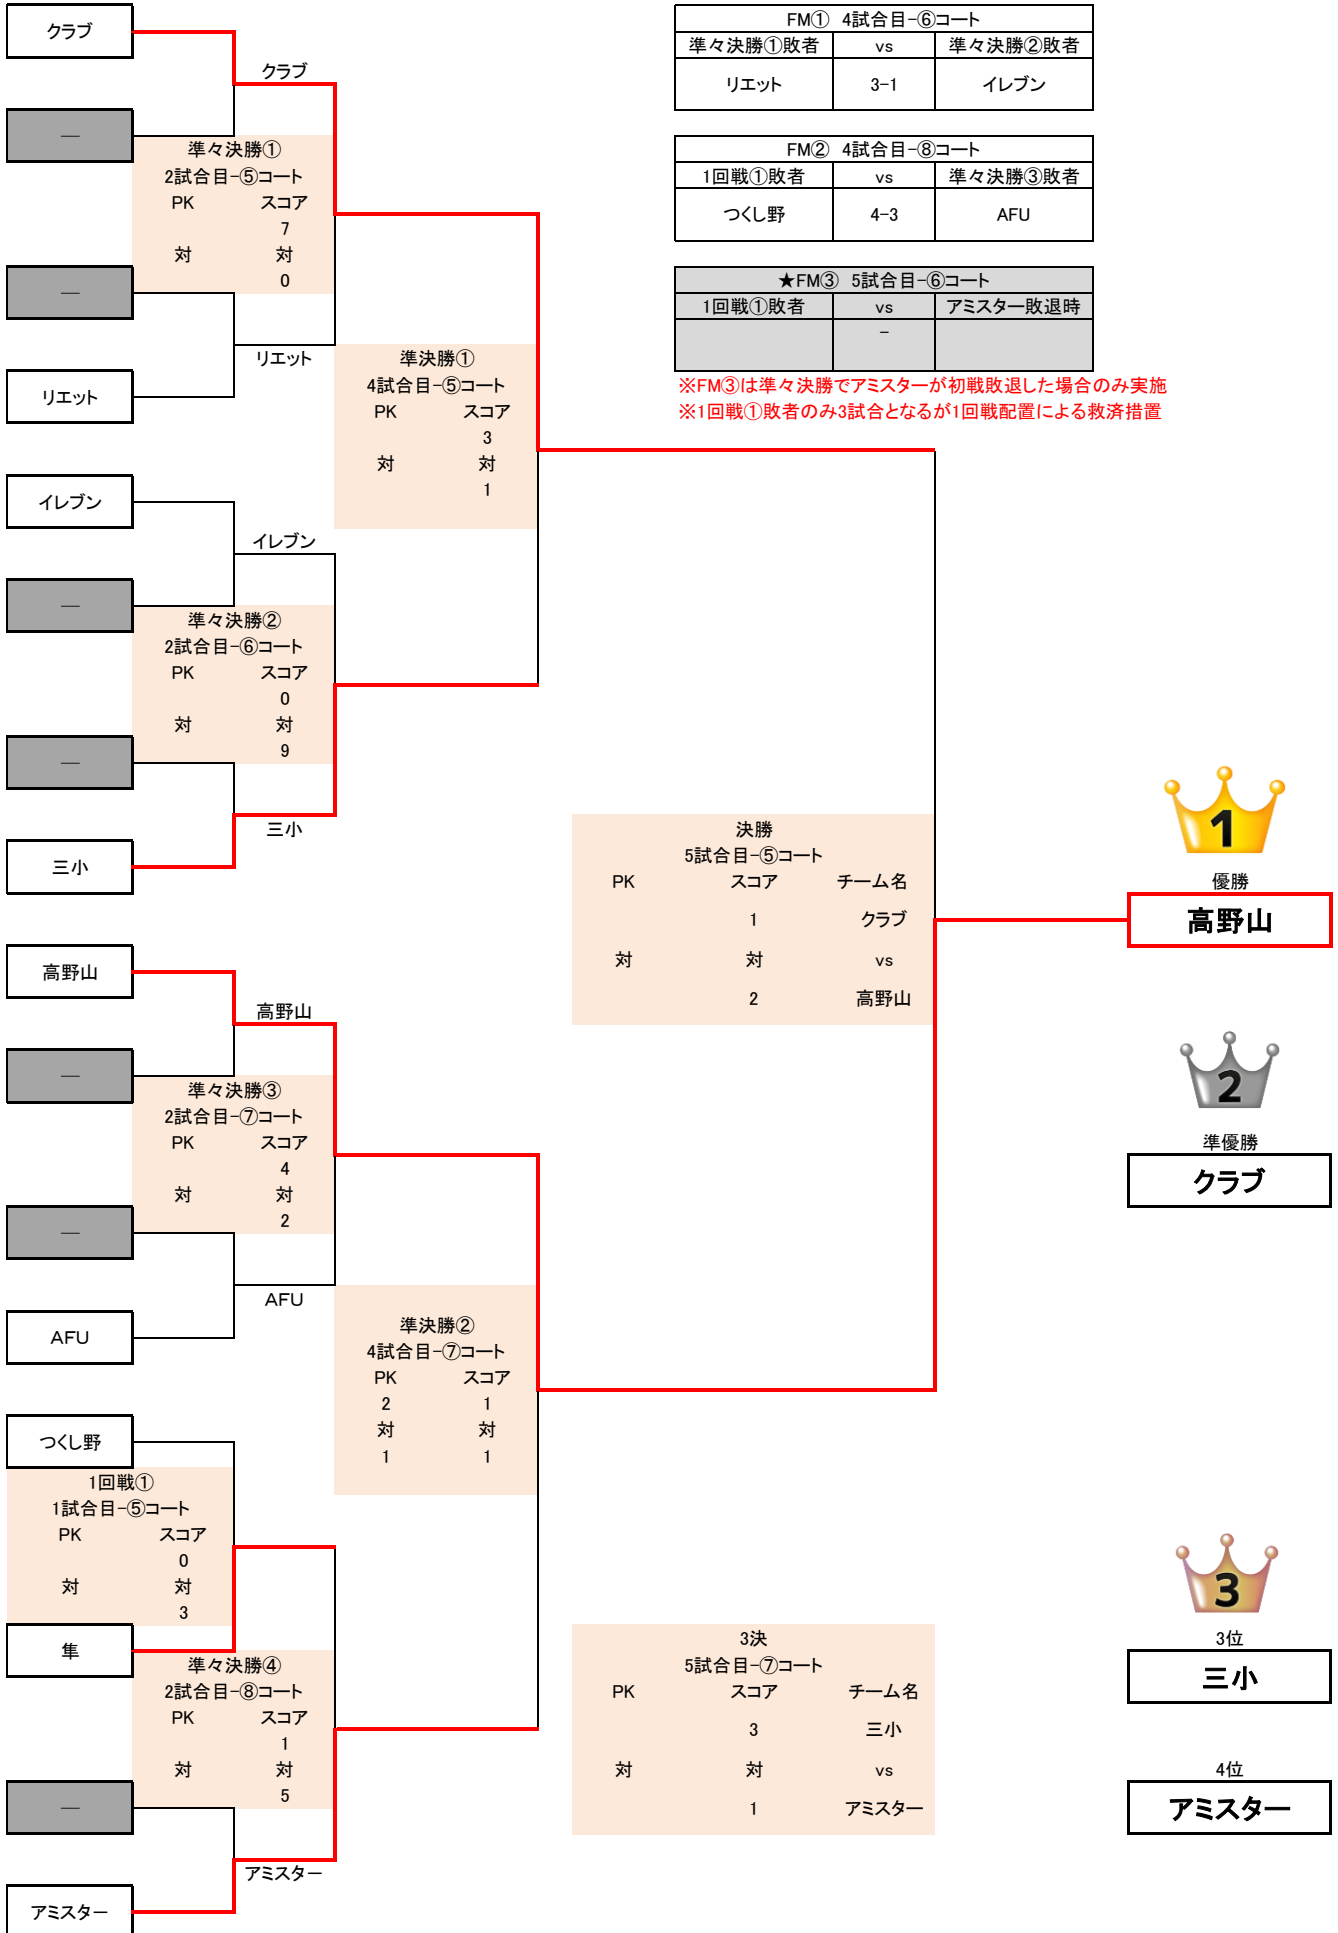 クラブ
クラブ
—
準々決勝①
2試合目-⑤コート
PK スコア
7
対 対
0
—
リエット
リエット
準決勝①
4試合目-⑤コート
PK スコア
3
対 対
1
イレブン
イレブン
—
準々決勝②
2試合目-⑥コート
PK スコア
0
対 対
9
—
三小
三小
高野山
高野山
—
準々決勝③
2試合目-⑦コート
PK スコア
4
対 対
2
—
AFU
AFU
準決勝②
4試合目-⑦コート
PK スコア
2 1
対 対
1 1
つくし野
1回戦①
1試合目-⑤コート
PK スコア
0
対 対
3
隼
準々決勝④
2試合目-⑧コート
PK スコア
1
対 対
5
—
アミスター
アミスター
FM① 4試合目-⑥コート
準々決勝①敗者 vs 準々決勝②敗者
リエット 3-1 イレブン
FM② 4試合目-⑧コート
1回戦①敗者 vs 準々決勝③敗者
つくし野 4-3 AFU
★FM③ 5試合目-⑥コート
1回戦①敗者 vs アミスター敗退時
-
※FM③は準々決勝でアミスターが初戦敗退した場合のみ実施
※1回戦①敗者のみ3試合となるが1回戦配置による救済措置
決勝
5試合目-⑤コート
PK スコア チーム名
1 クラブ
対 対 vs
2 高野山
3決
5試合目-⑦コート
PK スコア チーム名
3 三小
対 対 vs
1 アミスター
1
優勝
高野山
2
準優勝
クラブ
3
3位
三小
4位
アミスター